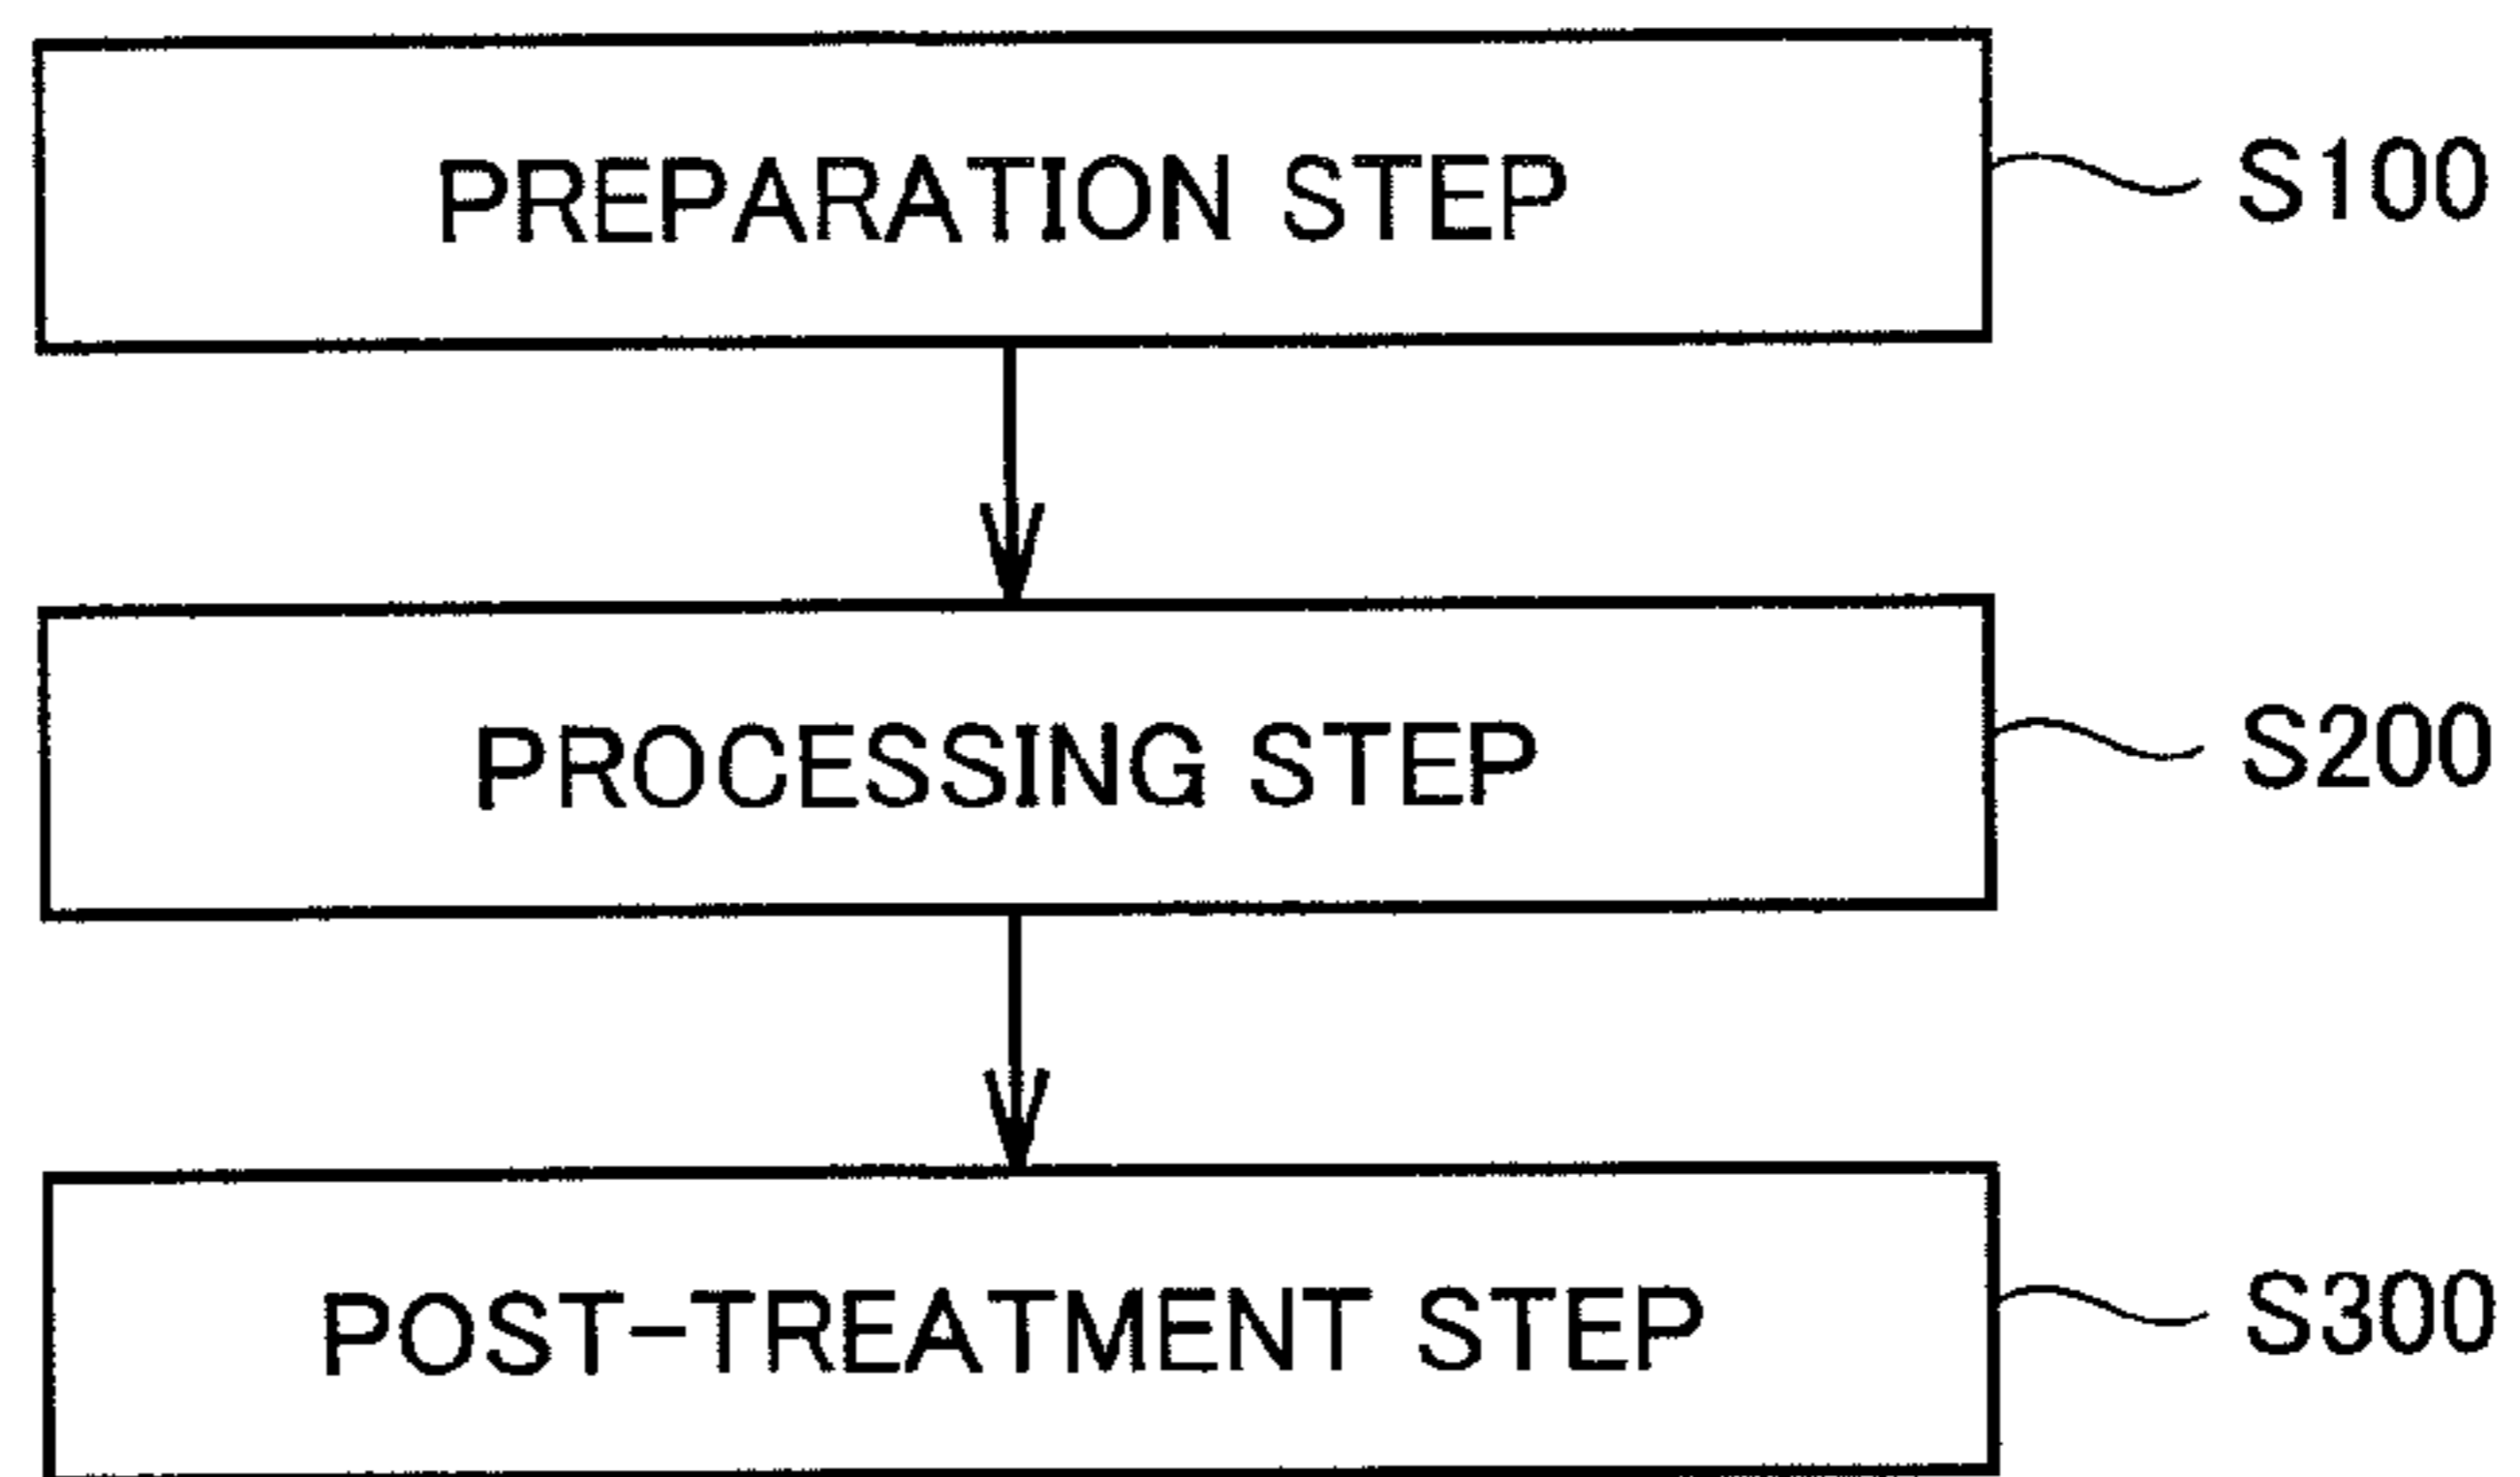 PREPARATION STEP S100
PROCESSING STEP S200
POST-TREATMENT STEP S300